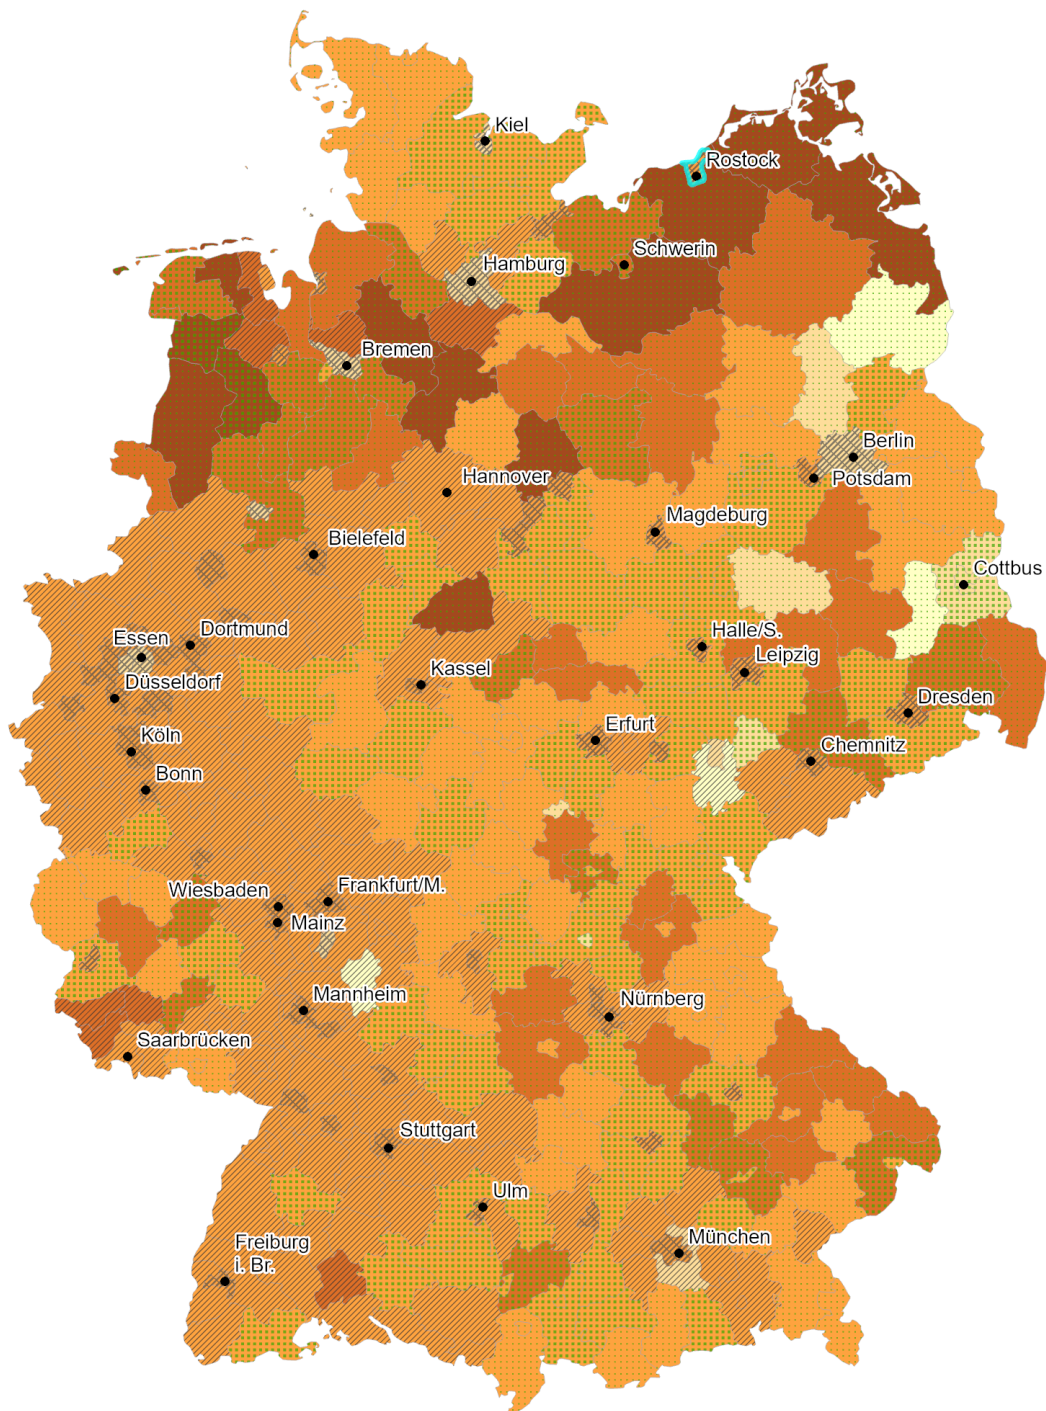 Kiel
Rostock
Schwerin
Hamburg
Bremen
Berlin
Hannover
Potsdam
Magdeburg
Bielefeld
Cottbus
Dortmund
Essen
Halle/S.
Leipzig
Kassel
Düsseldorf
Dresden
Erfurt
Köln
Chemnitz
Bonn
Wiesbaden
Frankfurt/M.
Mainz
Mannheim
Nürnberg
Saarbrücken
Stuttgart
Ulm
München
Freiburg
i. Br.